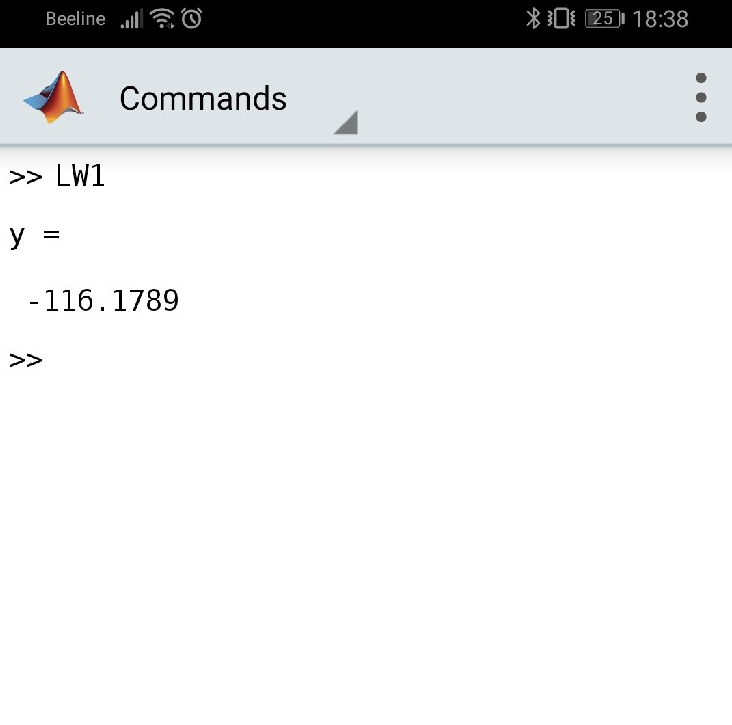 Beeline 25 18:38
Commands
>> LW1
y =
-116.1789
>>